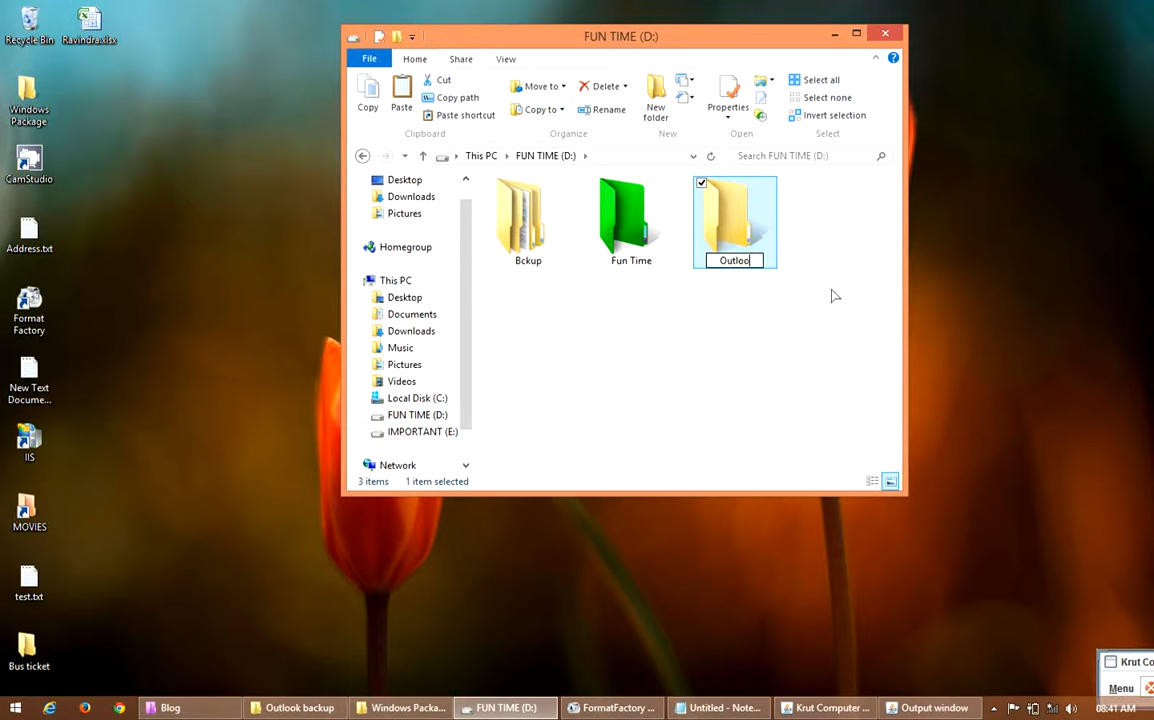 Recycle Bin
Ravindra.xlsx
Windows
Package
CamStudio
Address.txt
Format
Factory
New Text
Docume...
IIS
MOVIES
test.txt
Bus ticket
FUN TIME (D:)
File
Home
Share
View
Copy
Paste
Cut
Copy path
Paste shortcut
Clipboard
Move to
Copy to
Delete
Rename
Organize
New
folder
New
Properties
Open
Select all
Select none
Invert selection
Select
This PC
FUN TIME (D:)
Search FUN TIME (D:)
Desktop
Downloads
Pictures
Homegroup
This PC
Desktop
Documents
Downloads
Music
Pictures
Videos
Local Disk (C:)
FUN TIME (D:)
IMPORTANT (E:)
Network
Bckup
Fun Time
Outloo
3 items
1 item selected
Krut Co
Menu
Blog
Outlook backup
Windows Packa...
FUN TIME (D:)
FormatFactory ...
Untitled - Note...
Krut Computer ...
Output window
08:41 AM